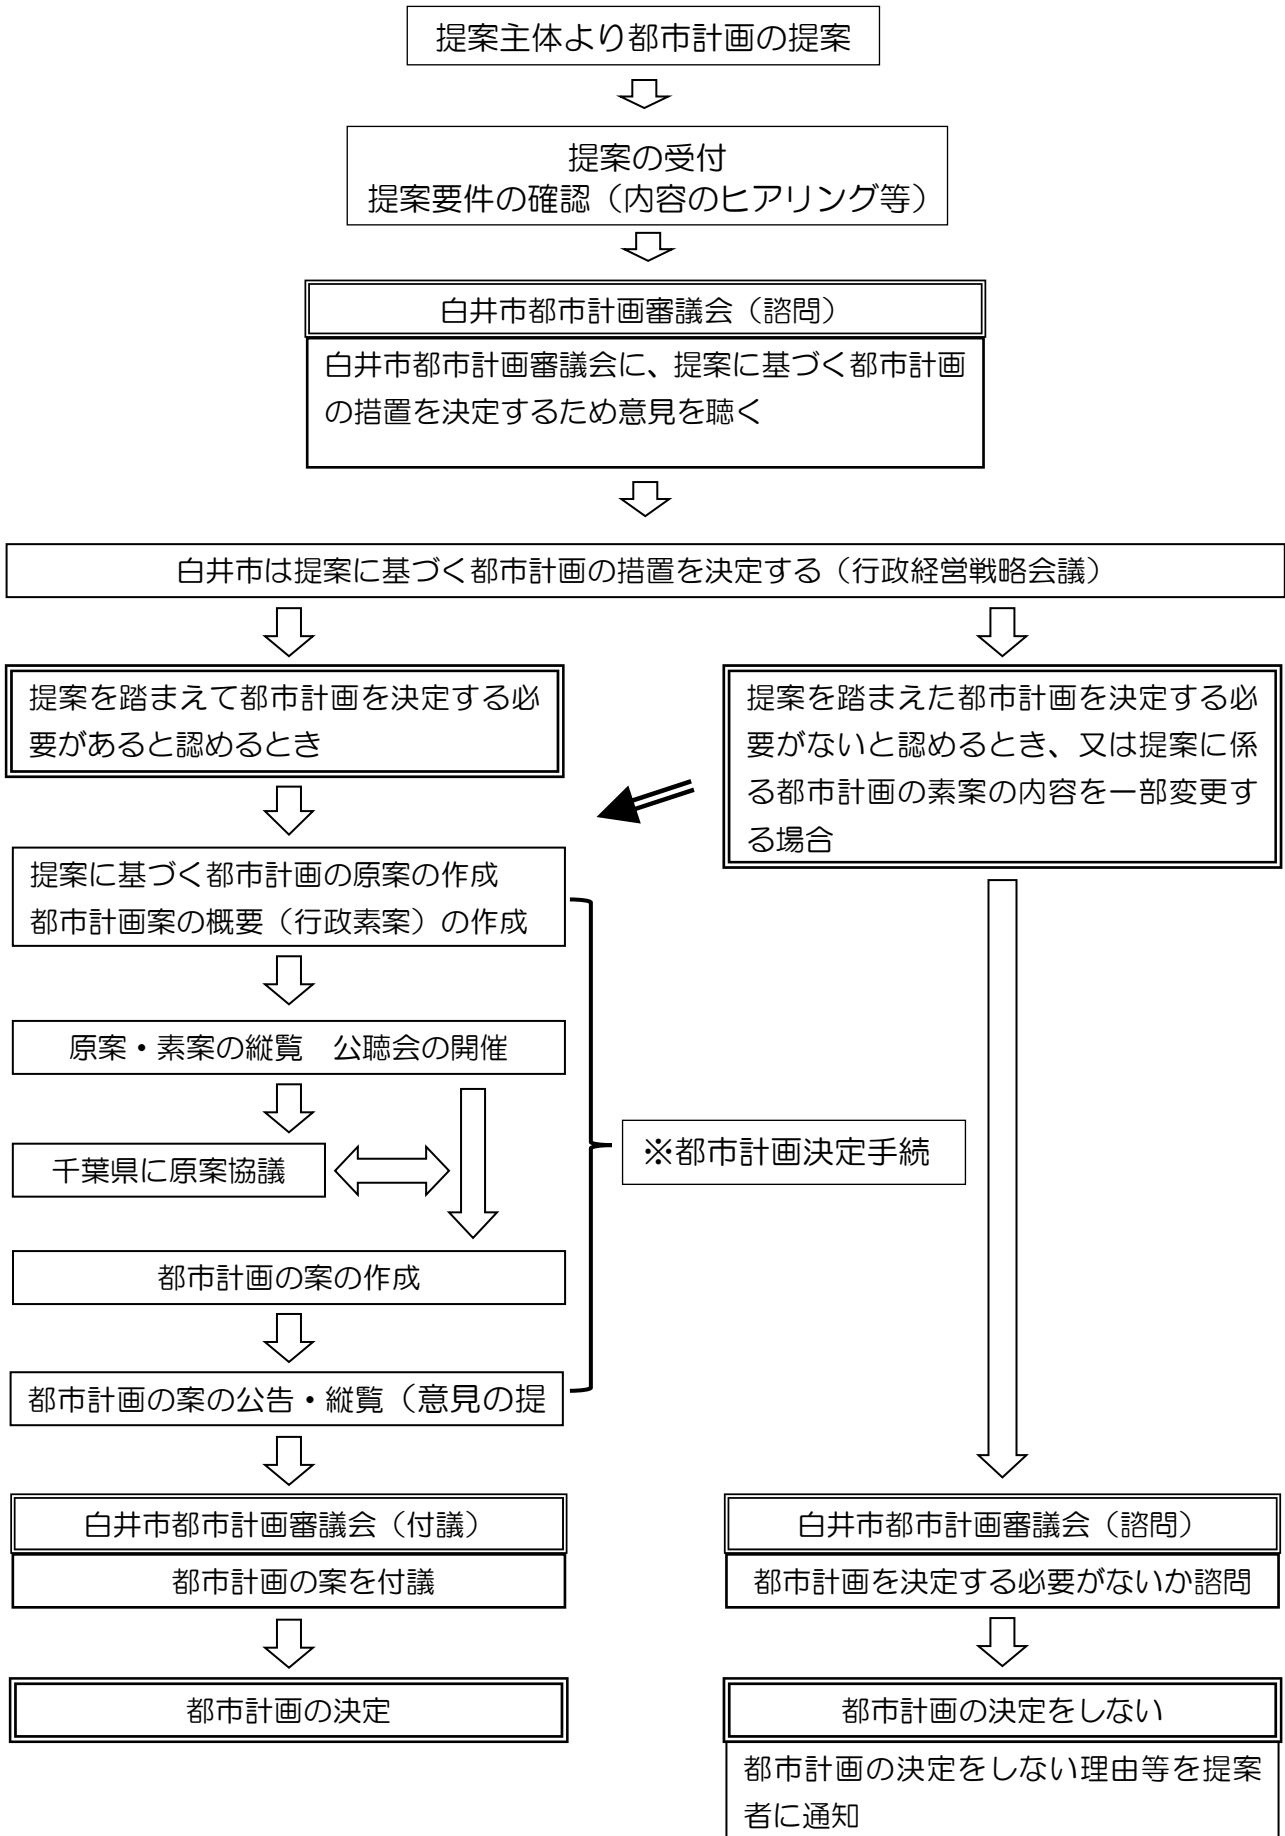 提案主体より都市計画の提案
提案の受付
提案要件の確認（内容のヒアリング等）
白井市都市計画審議会（諮問）
白井市都市計画審議会に、提案に基づく都市計画
の措置を決定するため意見を聴く
白井市は提案に基づく都市計画の措置を決定する（行政経営戦略会議）
提案を踏まえて都市計画を決定する必
要があると認めるとき
提案を踏まえた都市計画を決定する必
要がないと認めるとき、又は提案に係
る都市計画の素案の内容を一部変更す
る場合
提案に基づく都市計画の原案の作成
都市計画案の概要（行政素案）の作成
原案・素案の縦覧　公聴会の開催
千葉県に原案協議
※都市計画決定手続
都市計画の案の作成
都市計画の案の公告・縦覧（意見の提
白井市都市計画審議会（付議）
都市計画の案を付議
都市計画の決定
白井市都市計画審議会（諮問）
都市計画を決定する必要がないか諮問
都市計画の決定をしない
都市計画の決定をしない理由等を提案
者に通知